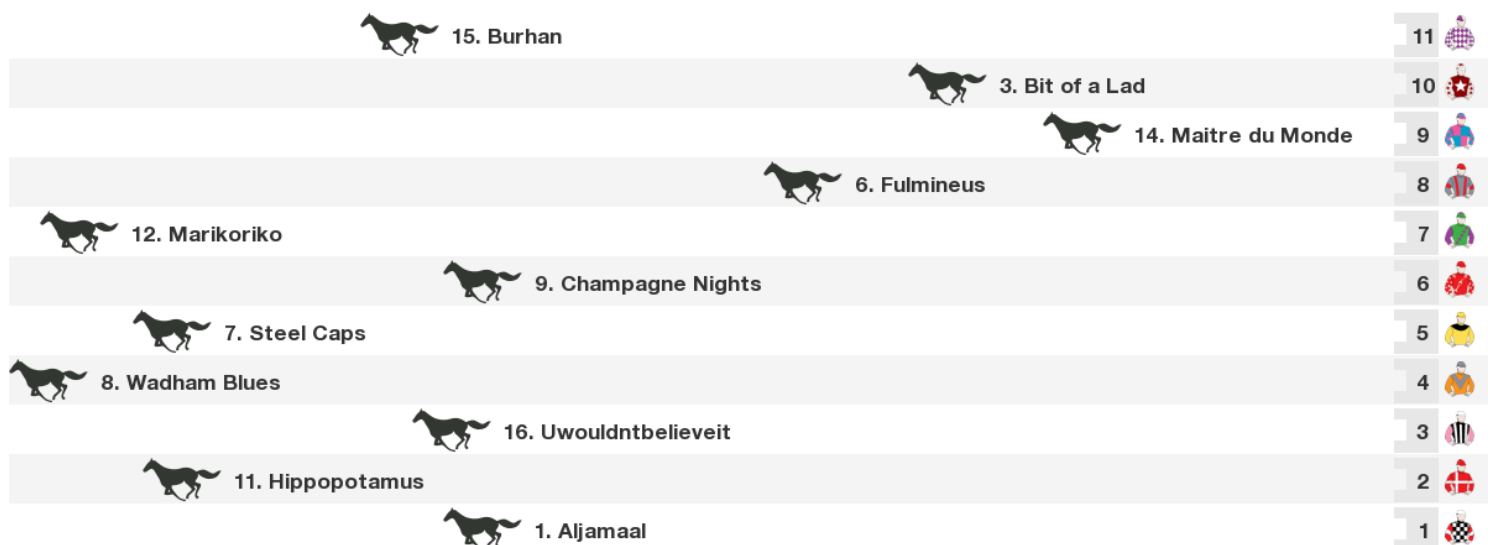 15. Burhan 11
3. Bit of a Lad 10
14. Maitre du Monde 9
6. Fulmineus 8
12. Marikoriko 7
9. Champagne Nights 6
7. Steel Caps 5
8. Wadham Blues 4
16. Uwouldntbelieveit 3
11. Hippopotamus 2
1. Aljamaal 1